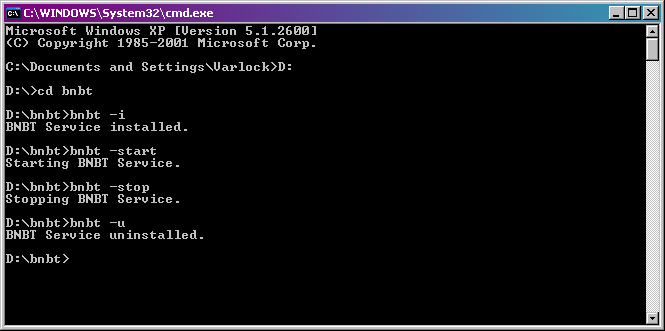 C:\WINDOWS\System32\cmd.exe
Microsoft Windows XP [Version 5.1.2600]
(C) Copyright 1985-2001 Microsoft Corp.
C:\Documents and Settings\Varlock>D:
D:\>cd bnbt
D:\bnbt>bnbt -i
BNBT Service installed.
D:\bnbt>bnbt -start
Starting BNBT Service.
D:\bnbt>bnbt -stop
Stopping BNBT Service.
D:\bnbt>bnbt -u
BNBT Service uninstalled.
D:\bnbt>